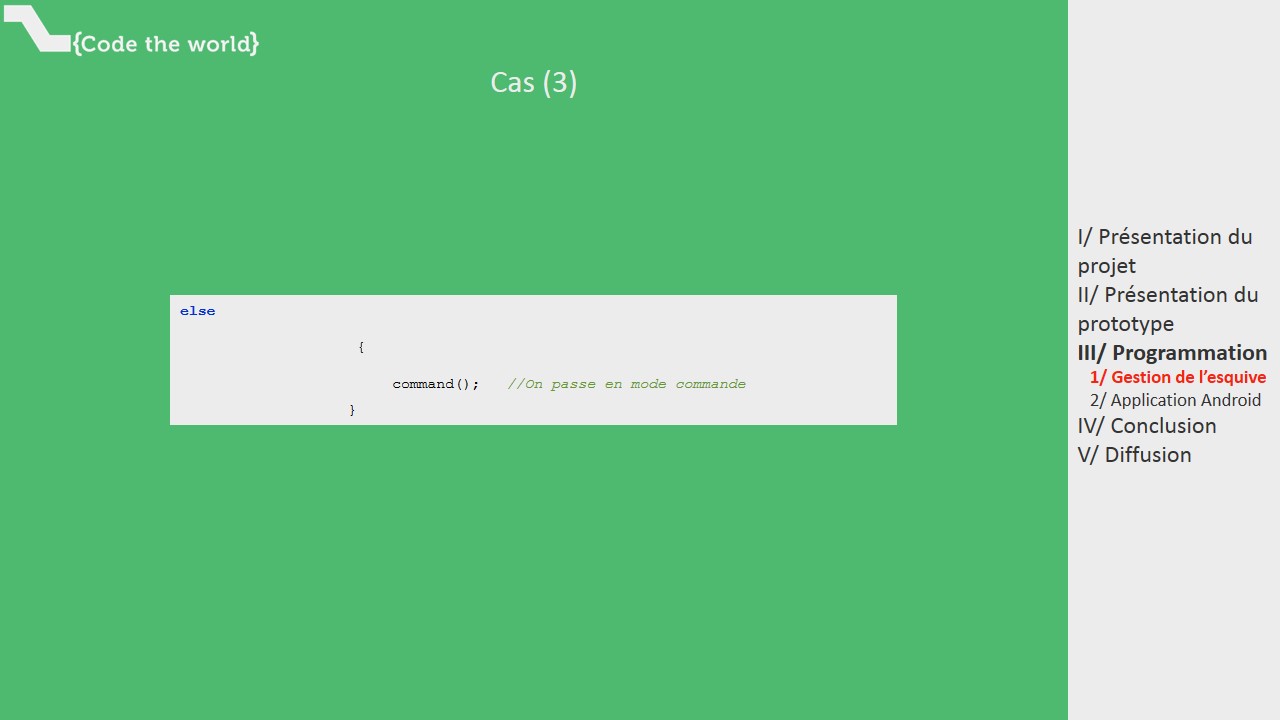 {Code the world}
Cas (3)
else
{
command(); //On passe en mode commande
}
I/ Présentation du
projet
II/ Présentation du
prototype
III/ Programmation
1/ Gestion de l’esquive
2/ Application Android
IV/ Conclusion
V/ Diffusion